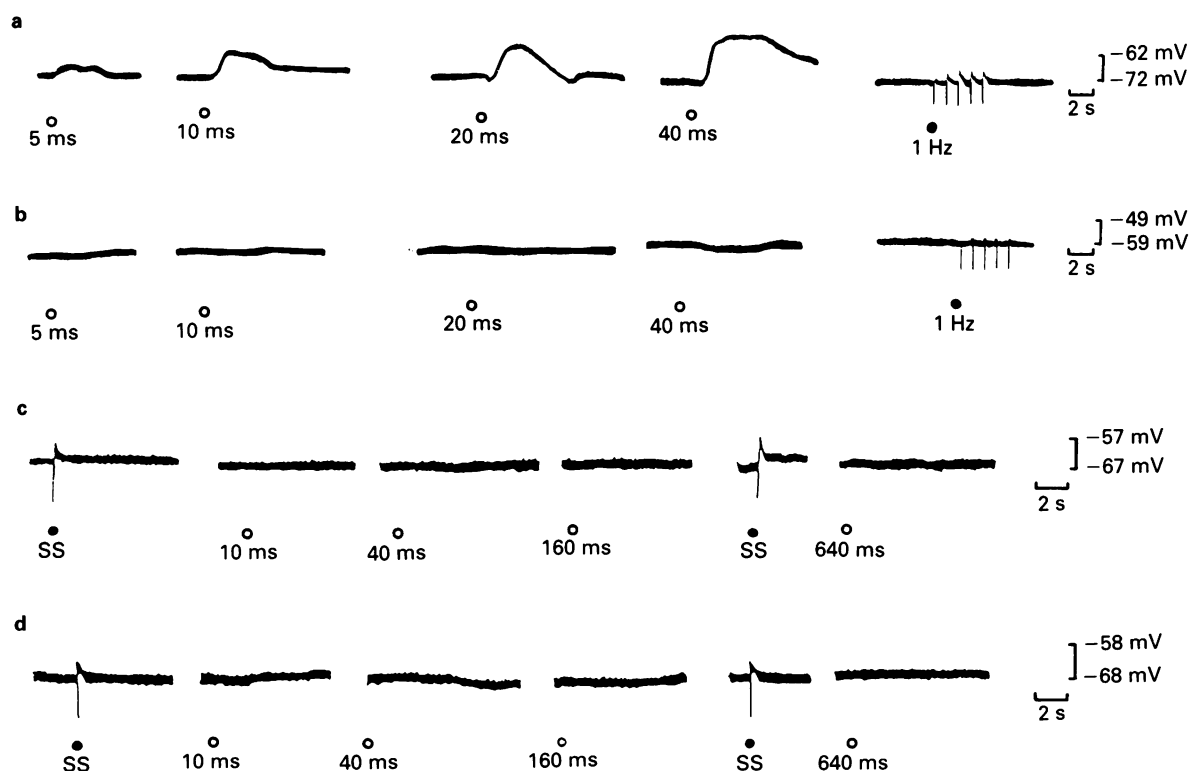 a
−62 mV
−72 mV
2 s
5 ms
10 ms
20 ms
40 ms
1 Hz
b
−49 mV
−59 mV
2 s
5 ms
10 ms
20 ms
40 ms
1 Hz
c
−57 mV
−67 mV
2 s
SS
10 ms
40 ms
160 ms
SS
640 ms
d
−58 mV
−68 mV
2 s
SS
10 ms
40 ms
160 ms
SS
640 ms